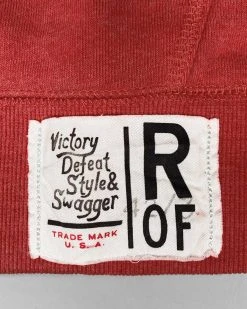 Victory
Defeat
Style &
Swagger
TRADE MARK
U. S. A.
R
OF